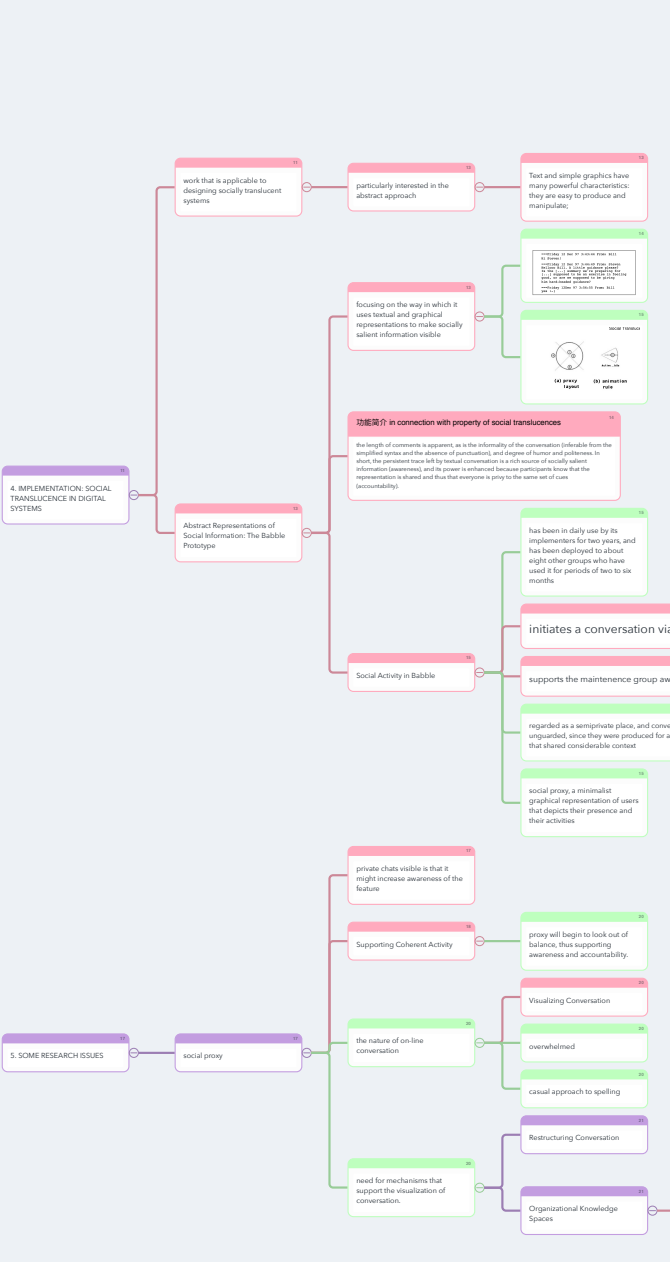 work that is applicable to
designing socially translucent
systems
particularly interested in the
abstract approach
Text and simple graphics have
many powerful characteristics:
they are easy to produce and
manipulate;
focusing on the way in which it
uses textual and graphical
representations to make socially
salient information visible
Social Transluc
(a) proxy
layout
(b) animation
rule
功能简介 in connection with property of social translucences
the length of comments is apparent, as is the informality of the conversation (inferable from the
simplified syntax and the absence of punctuation), and degree of humor and politeness. In
short, the persistent trace left by textual conversation is a rich source of socially salient
information (awareness), and its power is enhanced because participants know that the
representation is shared and thus that everyone is privy to the same set of cues
(accountability).
4. IMPLEMENTATION: SOCIAL
TRANSLUCENCE IN DIGITAL
SYSTEMS
Abstract Representations of
Social Information: The Babble
Prototype
has been in daily use by its
implementers for two years, and
has been deployed to about
eight other groups who have
used it for periods of two to six
months
initiates a conversation via
Social Activity in Babble
supports the maintenence group aw
regarded as a semiprivate place, and conve
unguarded, since they were produced for a
that shared considerable context
social proxy, a minimalist
graphical representation of users
that depicts their presence and
their activities
private chats visible is that it
might increase awareness of the
feature
Supporting Coherent Activity
proxy will begin to look out of
balance, thus supporting
awareness and accountability.
Visualizing Conversation
5. SOME RESEARCH ISSUES
social proxy
the nature of on-line
conversation
overwhelmed
casual approach to spelling
Restructuring Conversation
need for mechanisms that
support the visualization of
conversation.
Organizational Knowledge
Spaces